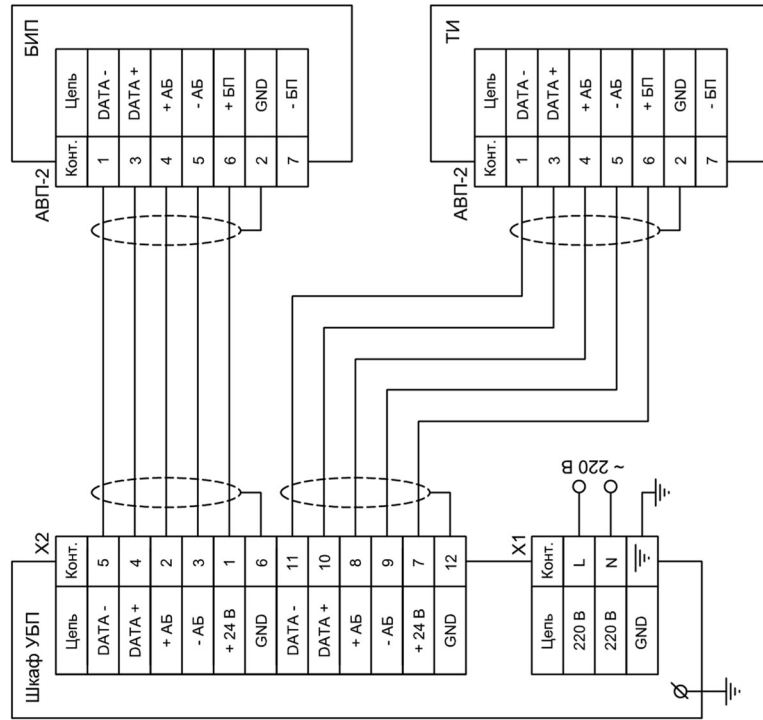 Шкаф УБП
X2
Цепь Конт.
DATA - 5
DATA + 4
+ АБ 2
- АБ 3
+ 24 В 1
GND 6
DATA - 11
DATA + 10
+ АБ 8
- АБ 9
+ 24 В 7
GND 12
X1
Цепь Конт.
220 В L
220 В N
GND
~ 220 В
БИП
АВП-2
Конт. Цепь
1 DATA -
3 DATA +
4 + АБ
5 - АБ
6 + БП
2 GND
7 - БП
ТИ
АВП-2
Конт. Цепь
1 DATA -
3 DATA +
4 + АБ
5 - АБ
6 + БП
2 GND
7 - БП